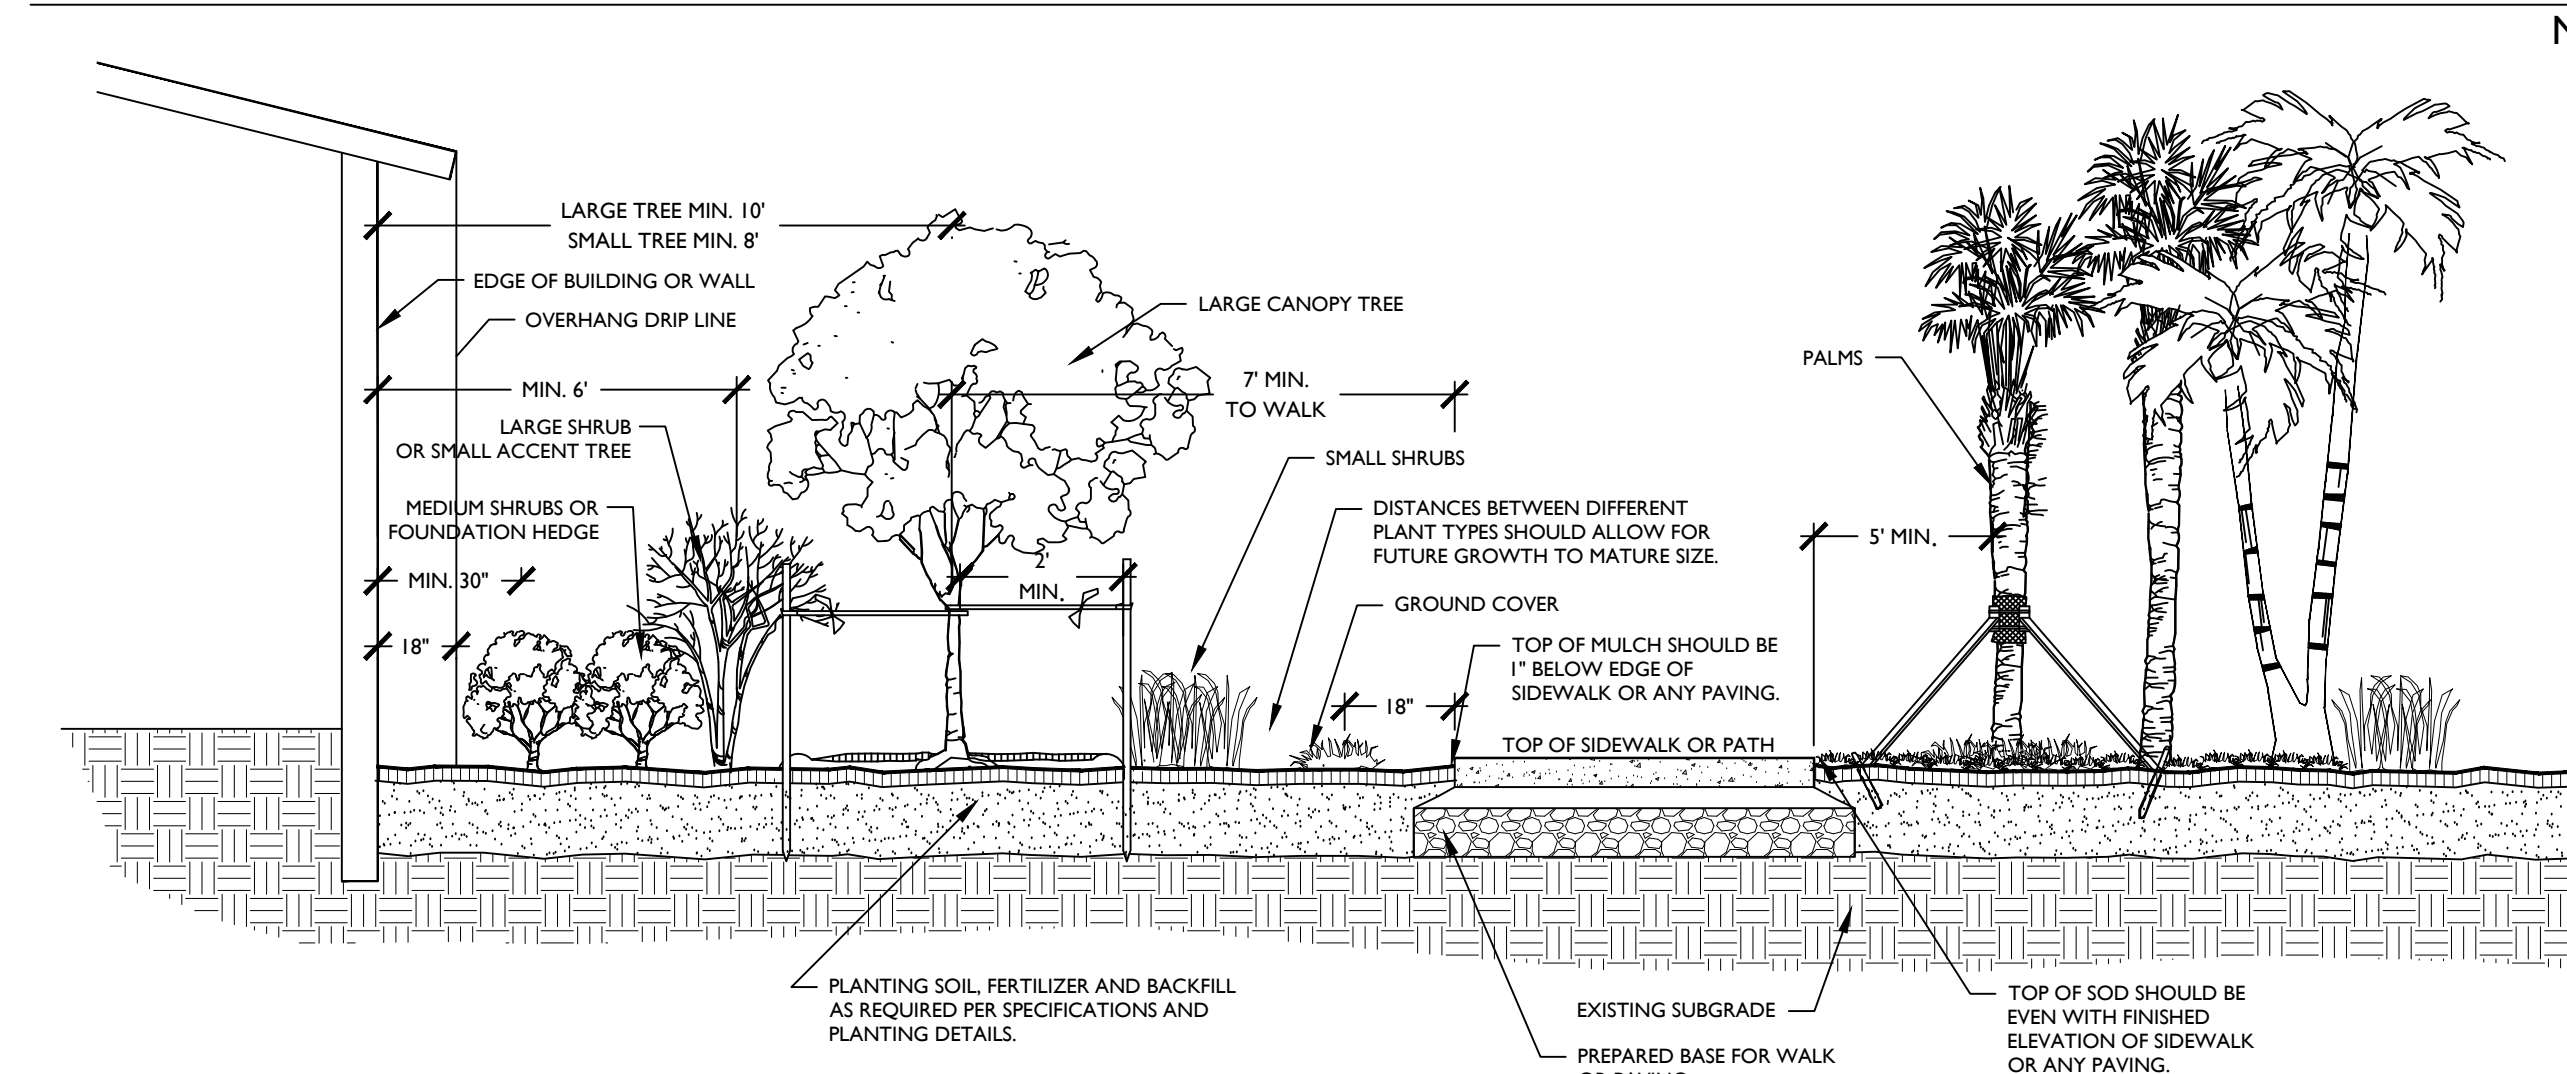 N
LARGE TREE MIN. 10'
SMALL TREE MIN. 8'
EDGE OF BUILDING OR WALL
OVERHANG DRIP LINE
LARGE CANOPY TREE
MIN. 6'
7' MIN.
TO WALK
PALMS
LARGE SHRUB
OR SMALL ACCENT TREE
SMALL SHRUBS
MEDIUM SHRUBS OR
FOUNDATION HEDGE
DISTANCES BETWEEN DIFFERENT
PLANT TYPES SHOULD ALLOW FOR
FUTURE GROWTH TO MATURE SIZE.
5' MIN.
2'
MIN.
MIN. 30"
GROUND COVER
18"
TOP OF MULCH SHOULD BE
1" BELOW EDGE OF
SIDEWALK OR ANY PAVING.
18"
TOP OF SIDEWALK OR PATH
PLANTING SOIL, FERTILIZER AND BACKFILL
AS REQUIRED PER SPECIFICATIONS AND
PLANTING DETAILS.
EXISTING SUBGRADE
TOP OF SOD SHOULD BE
EVEN WITH FINISHED
ELEVATION OF SIDEWALK
OR ANY PAVING.
PREPARED BASE FOR WALK